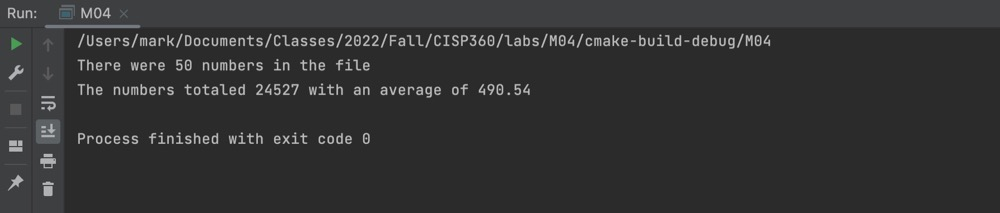 Run: M04
/Users/mark/Documents/Classes/2022/Fall/CISP360/labs/M04/cmake-build-debug/M04
There were 50 numbers in the file
The numbers totaled 24527 with an average of 490.54
Process finished with exit code 0